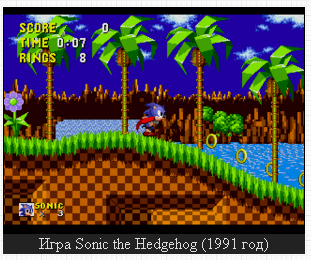 SCORE 0
TIME 0:07
RINGS 8
SONIC
× 3
Игра Sonic the Hedgehog (1991 год)